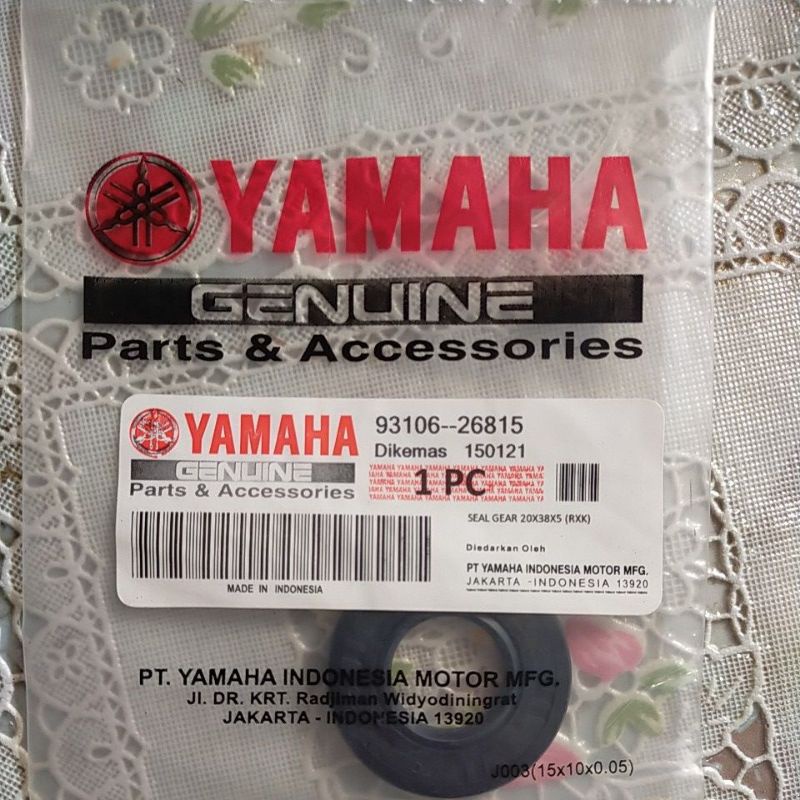 YAMAHA
GENUINE
Parts & Accessories
YAMAHA
GENUINE
Parts & Accessories
93106--26815
Dikemas 150121
1 PC
SEAL GEAR 20X38X5 (RXK)
Diedarkan Oleh
PT YAMAHA INDONESIA MOTOR MFG.
JAKARTA -INDONESIA 13920
MADE IN INDONESIA
PT. YAMAHA INDONESIA MOTOR MFG.
Jl. DR. KRT. Radjiman Widyodiningrat
JAKARTA - INDONESIA 13920
J003(15x10x0.05)